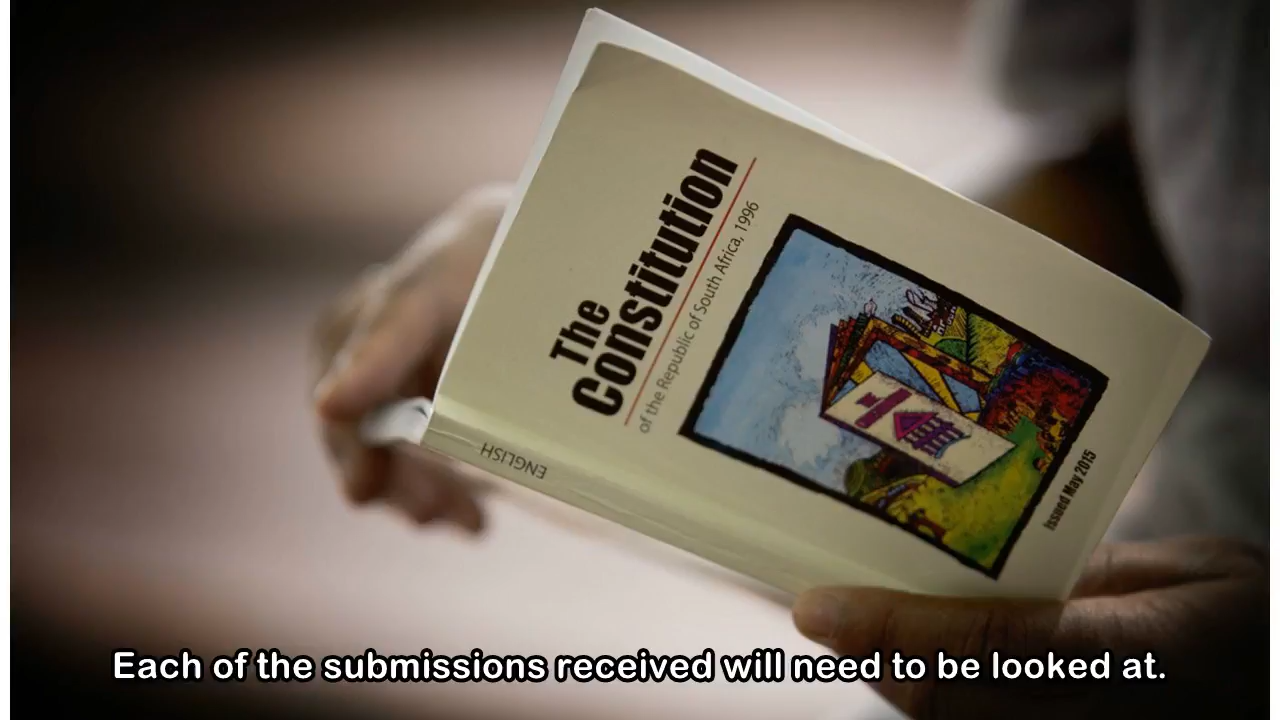 The
Constitution
of the Republic of South Africa, 1996
Issued May 2015
ENGLISH
Each of the submissions received will need to be looked at.